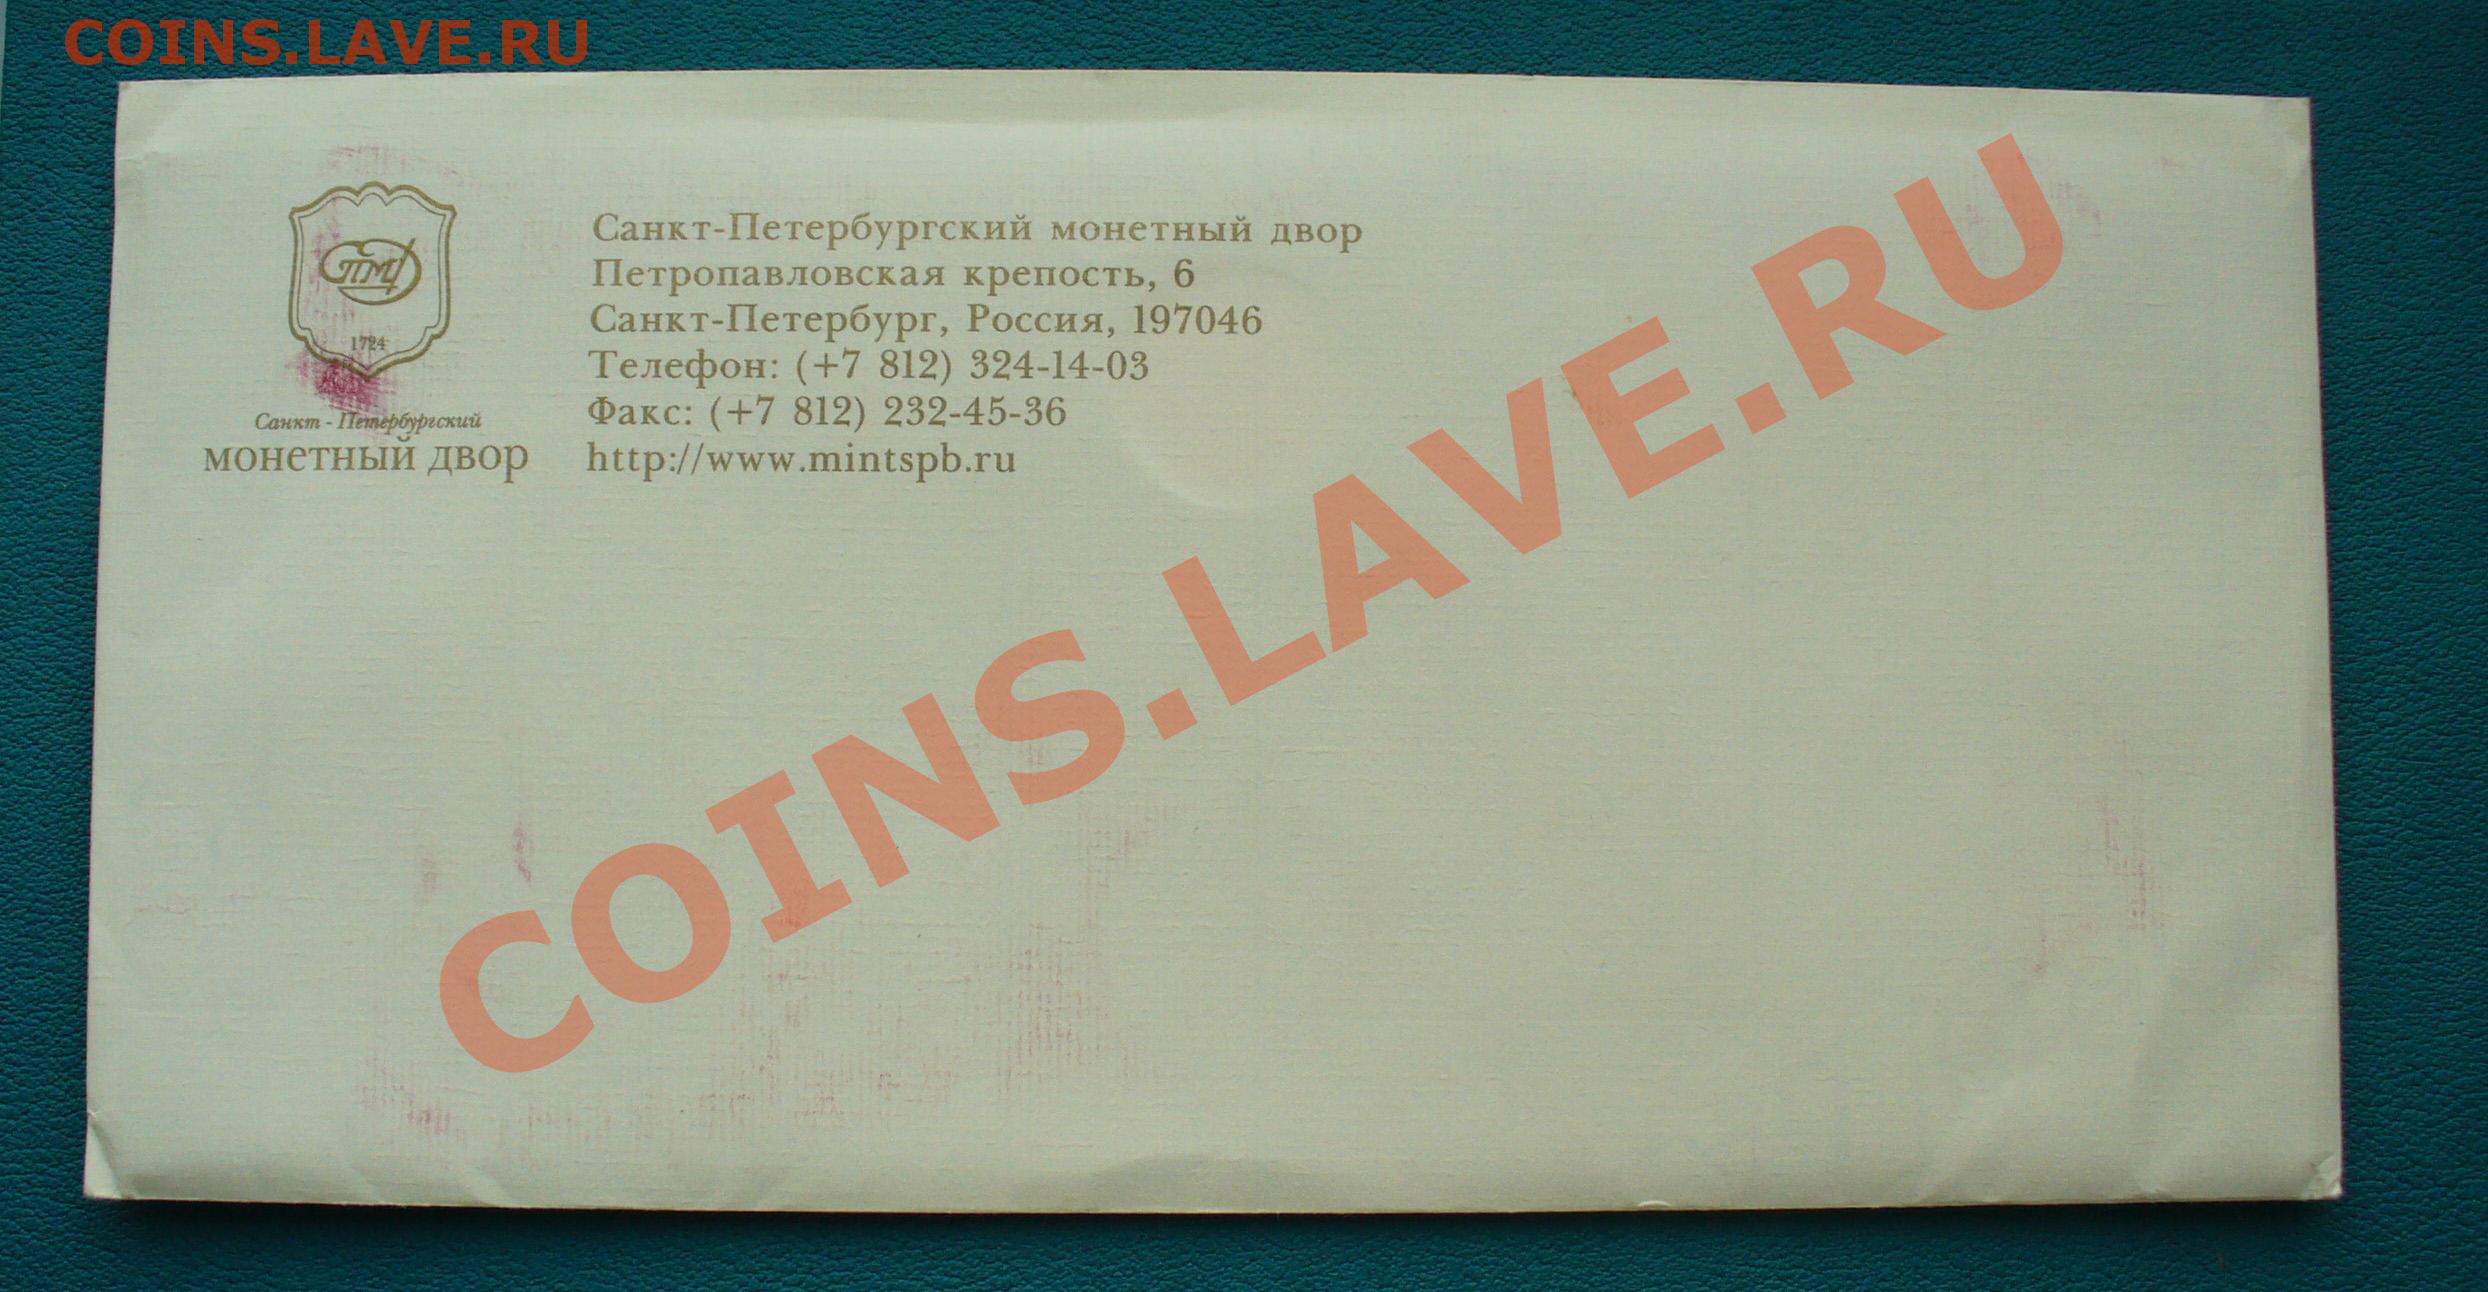 COINS.LAVE.RU
СПМД
1724
Санкт - Петербургский
МОНЕТНЫЙ ДВОР
Санкт-Петербургский монетный двор
Петропавловская крепость, 6
Санкт-Петербург, Россия, 197046
Телефон: (+7 812) 324-14-03
Факс: (+7 812) 232-45-36
http://www.mintspb.ru
COINS.LAVE.RU